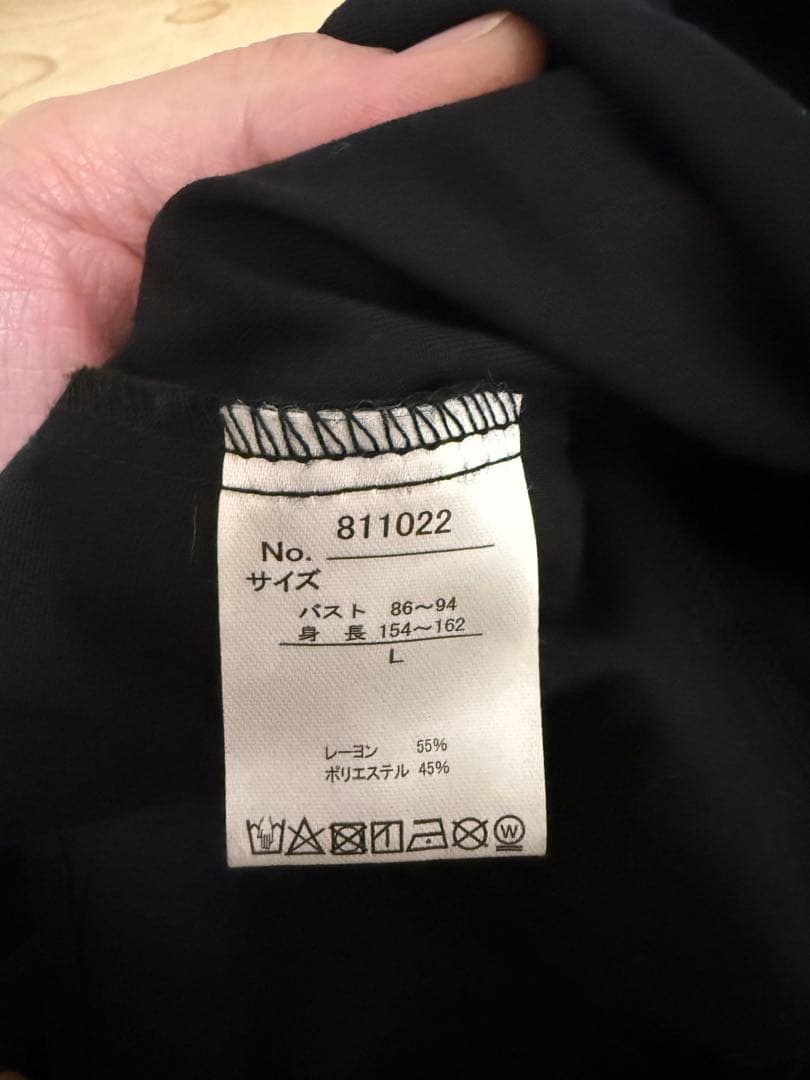 No. 811022
サイズ
バスト 86〜94
身 長 154〜162
L
レーヨン 55%
ポリエステル 45%
W